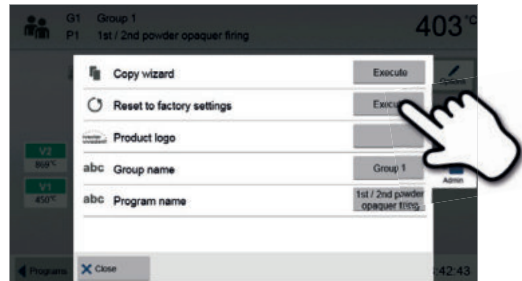 G1 Group 1
P1 1st / 2nd powder opaquer firing
403 °C
Copy wizard Execute
Reset to factory settings
Product logo
abc Group name Group 1
abc Program name 1st / 2nd powder
opaquer firing
V2
869°C
V1
450°C
Admin
Programs
Close
:42:43